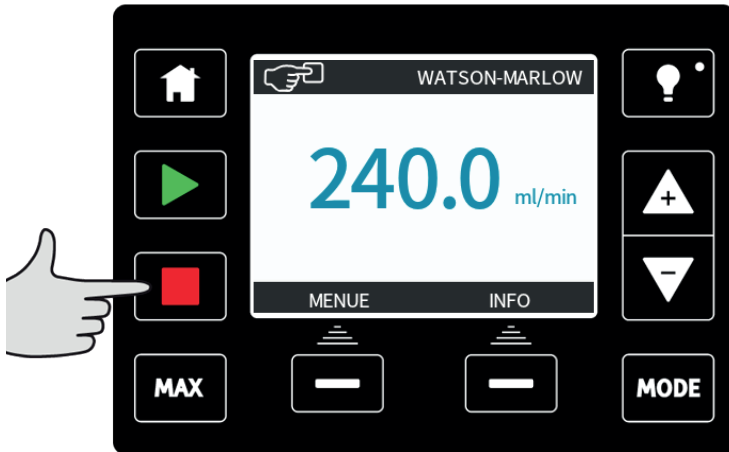 WATSON-MARLOW
240.0 ml/min
+
−
MENUE INFO
MAX
MODE